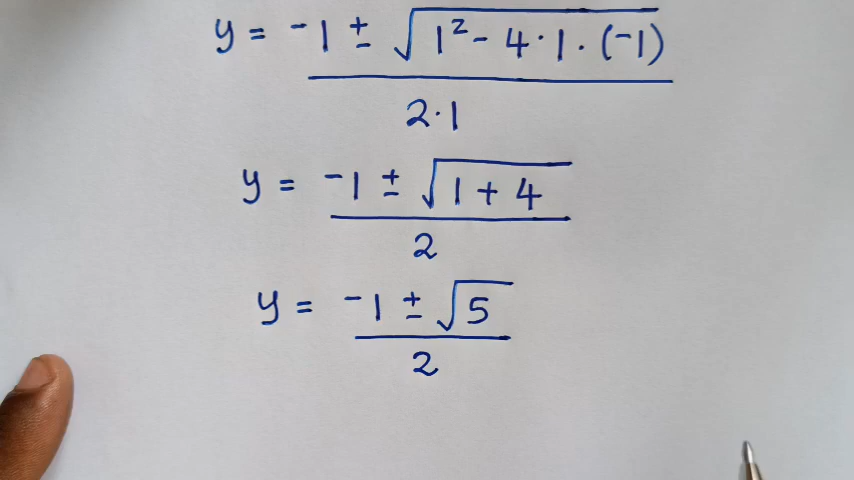 y = -1 ± √1² - 4·1·(-1)
2·1
y = -1 ± √1 + 4
2
y = -1 ± √5
2